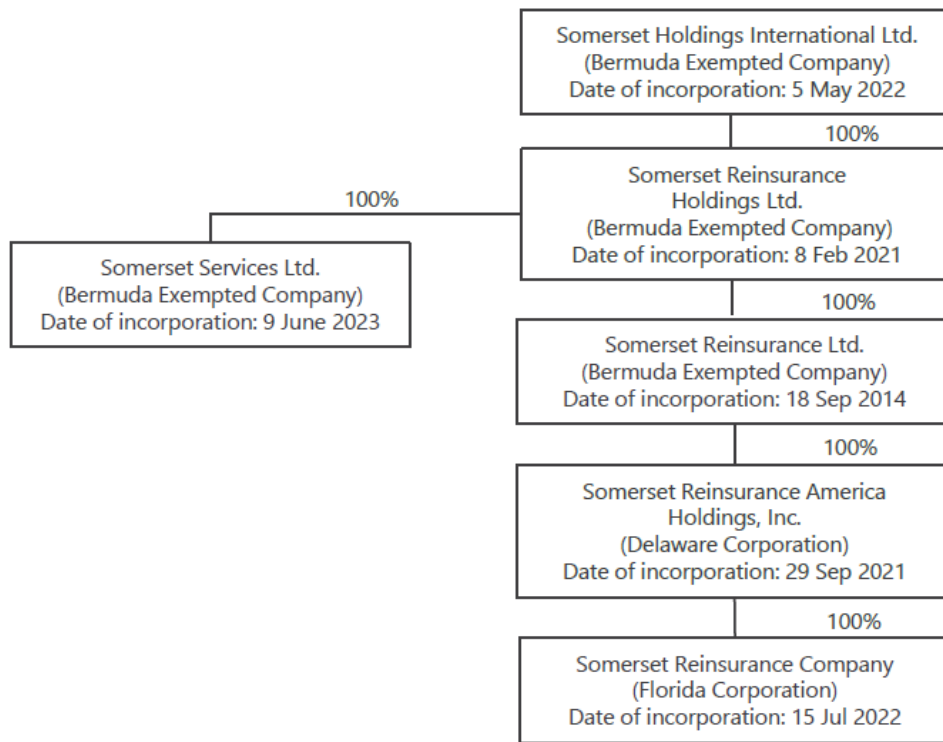 Somerset Holdings International Ltd.
(Bermuda Exempted Company)
Date of incorporation: 5 May 2022
100%
Somerset Reinsurance
Holdings Ltd.
(Bermuda Exempted Company)
Date of incorporation: 8 Feb 2021
100%
Somerset Services Ltd.
(Bermuda Exempted Company)
Date of incorporation: 9 June 2023
100%
Somerset Reinsurance Ltd.
(Bermuda Exempted Company)
Date of incorporation: 18 Sep 2014
100%
Somerset Reinsurance America
Holdings, Inc.
(Delaware Corporation)
Date of incorporation: 29 Sep 2021
100%
Somerset Reinsurance Company
(Florida Corporation)
Date of incorporation: 15 Jul 2022